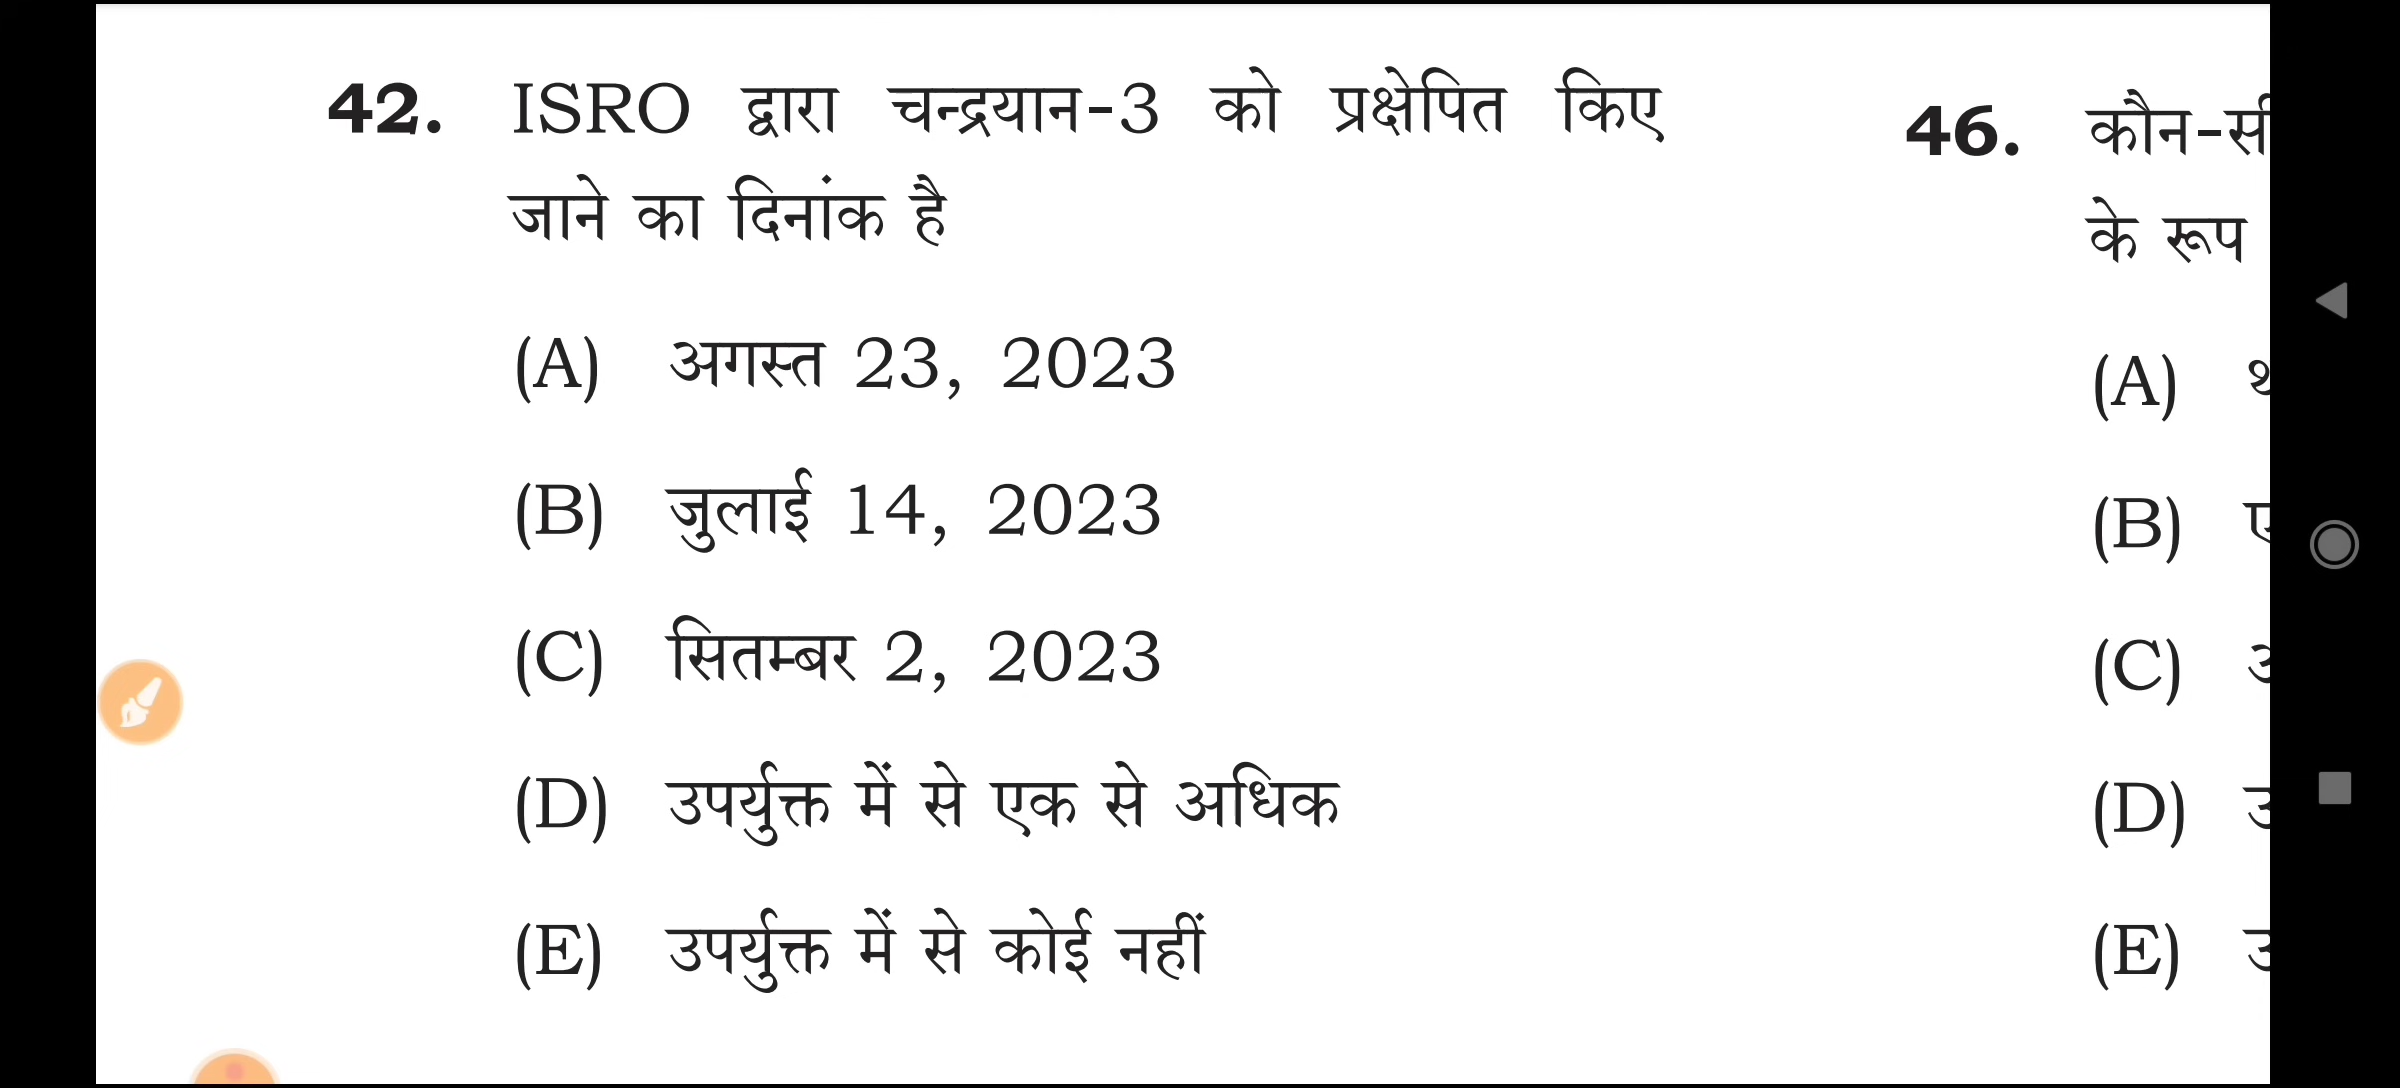 42. ISRO द्वारा चन्द्रयान-3 को प्रक्षेपित किए
जाने का दिनांक है
(A) अगस्त 23, 2023
(B) जुलाई 14, 2023
(C) सितम्बर 2, 2023
(D) उपर्युक्त में से एक से अधिक
(E) उपर्युक्त में से कोई नहीं
46. कौन-सी
के रूप
(A)
(B)
(C)
(D)
(E)